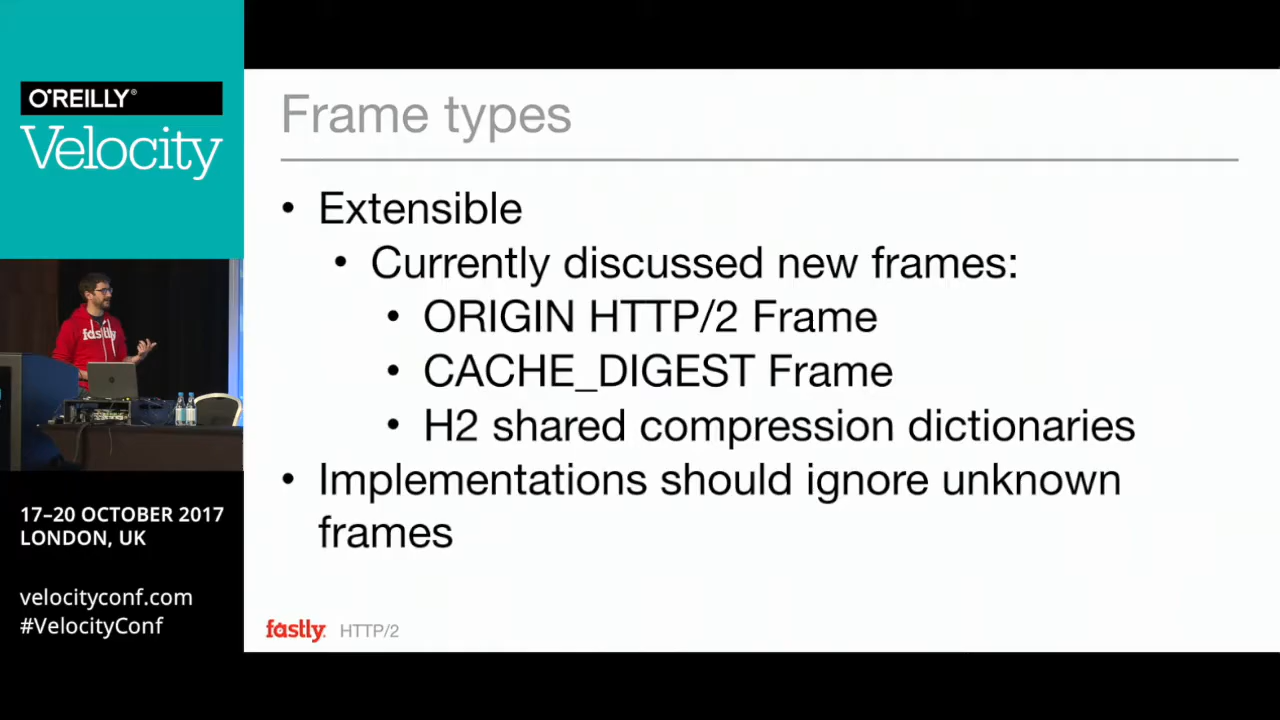 O'REILLY®
Velocity
17–20 OCTOBER 2017
LONDON, UK
velocityconf.com
#VelocityConf
Frame types
• Extensible
• Currently discussed new frames:
• ORIGIN HTTP/2 Frame
• CACHE_DIGEST Frame
• H2 shared compression dictionaries
• Implementations should ignore unknown
frames
fastly HTTP/2
fastly